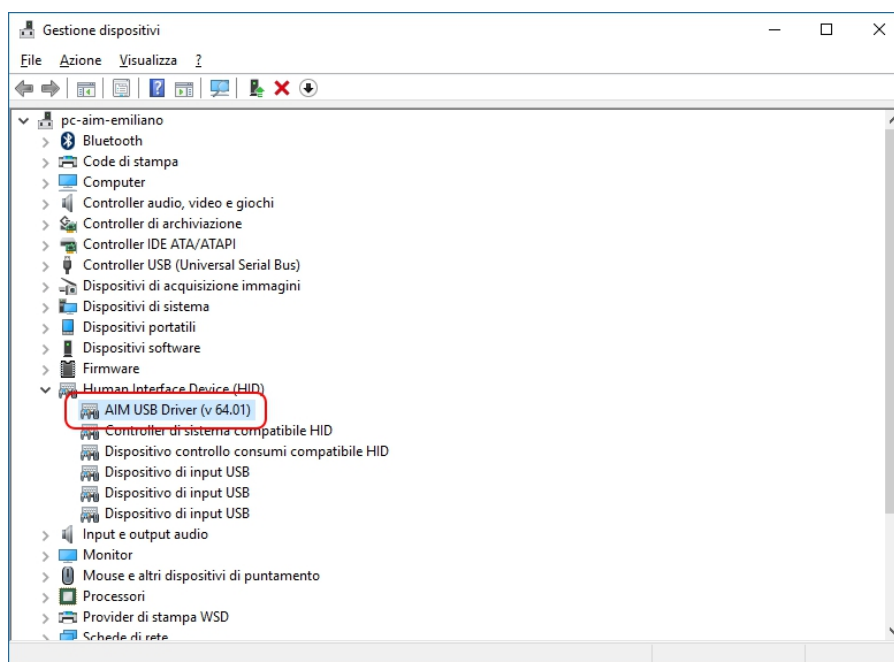 Gestione dispositivi
File Azione Visualizza ?
pc-aim-emiliano
Bluetooth
Code di stampa
Computer
Controller audio, video e giochi
Controller di archiviazione
Controller IDE ATA/ATAPI
Controller USB (Universal Serial Bus)
Dispositivi di acquisizione immagini
Dispositivi di sistema
Dispositivi portatili
Dispositivi software
Firmware
Human Interface Device (HID)
AIM USB Driver (v 64.01)
Controller di sistema compatibile HID
Dispositivo controllo consumi compatibile HID
Dispositivo di input USB
Dispositivo di input USB
Dispositivo di input USB
Input e output audio
Monitor
Mouse e altri dispositivi di puntamento
Processori
Provider di stampa WSD
Schede di rete